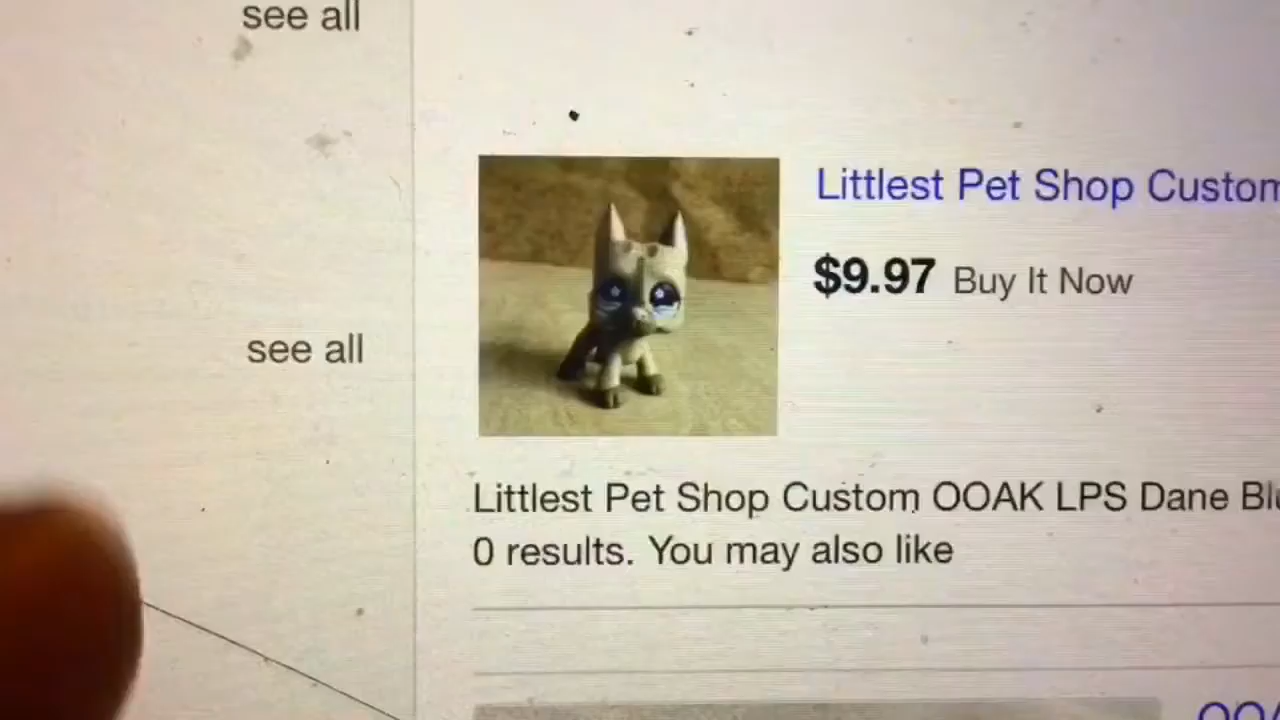 see all
Littlest Pet Shop Custom
$9.97 Buy It Now
see all
Littlest Pet Shop Custom OOAK LPS Dane
0 results. You may also like